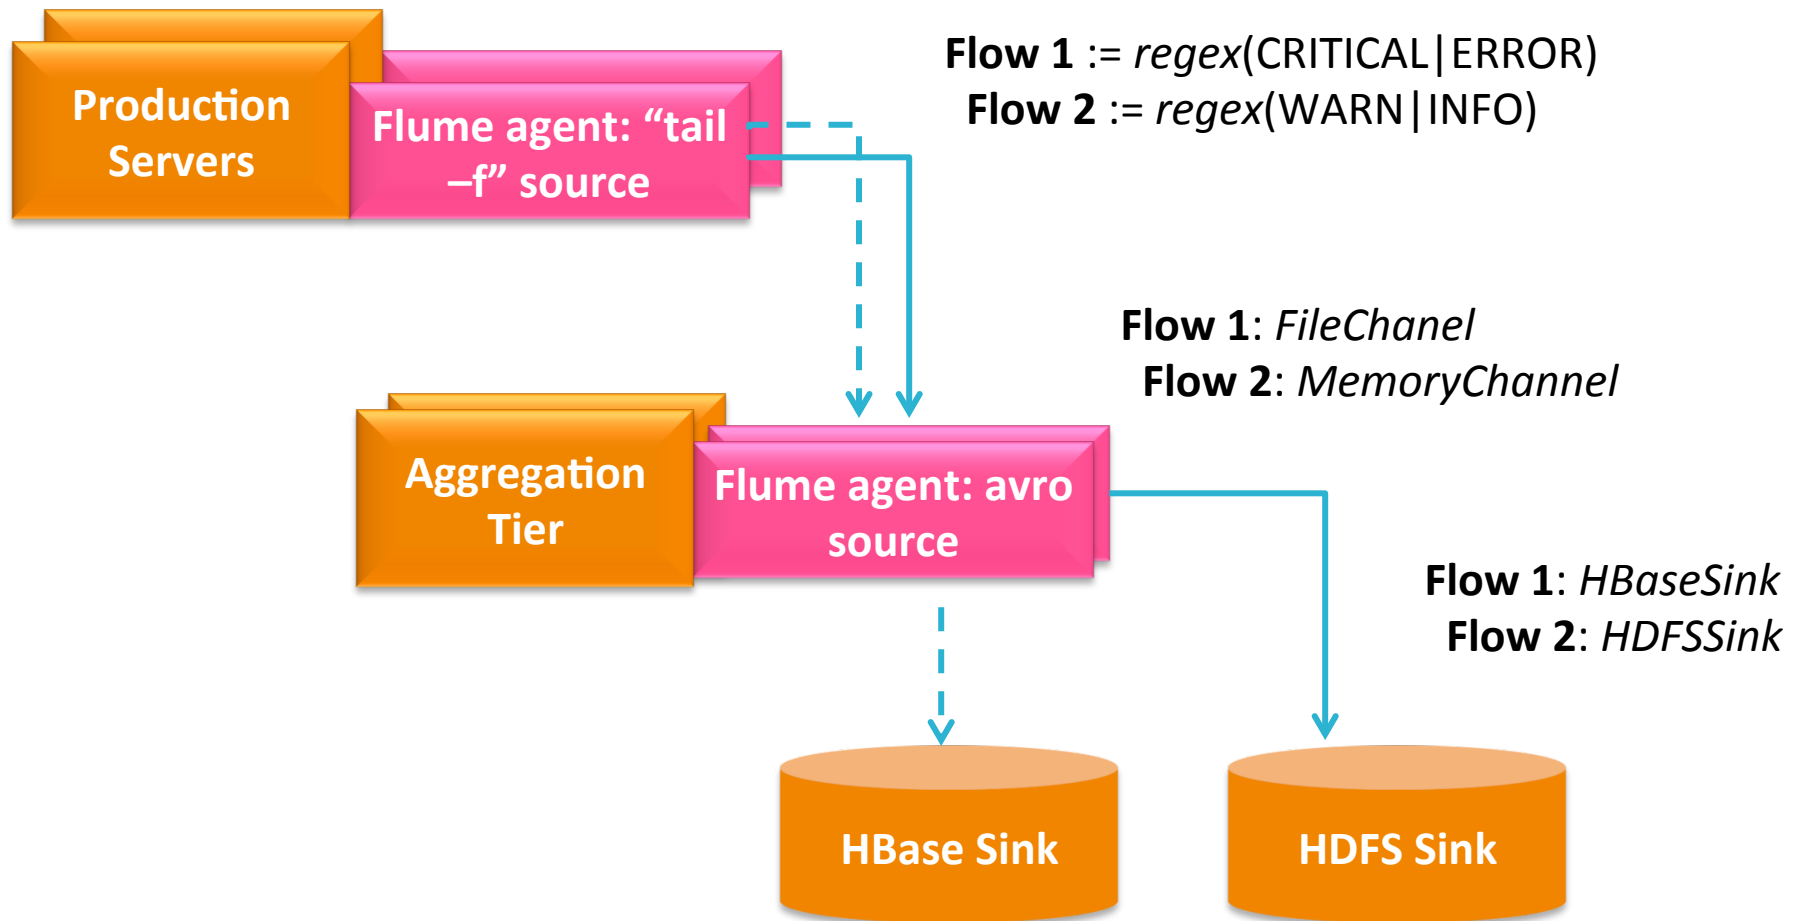 Flow 1 := regex(CRITICAL|ERROR)
Flow 2 := regex(WARN|INFO)
Production
Servers
Flume agent: “tail
–f” source
Flow 1: FileChanel
Flow 2: MemoryChannel
Aggregation
Tier
Flume agent: avro
source
Flow 1: HBaseSink
Flow 2: HDFSSink
HBase Sink
HDFS Sink